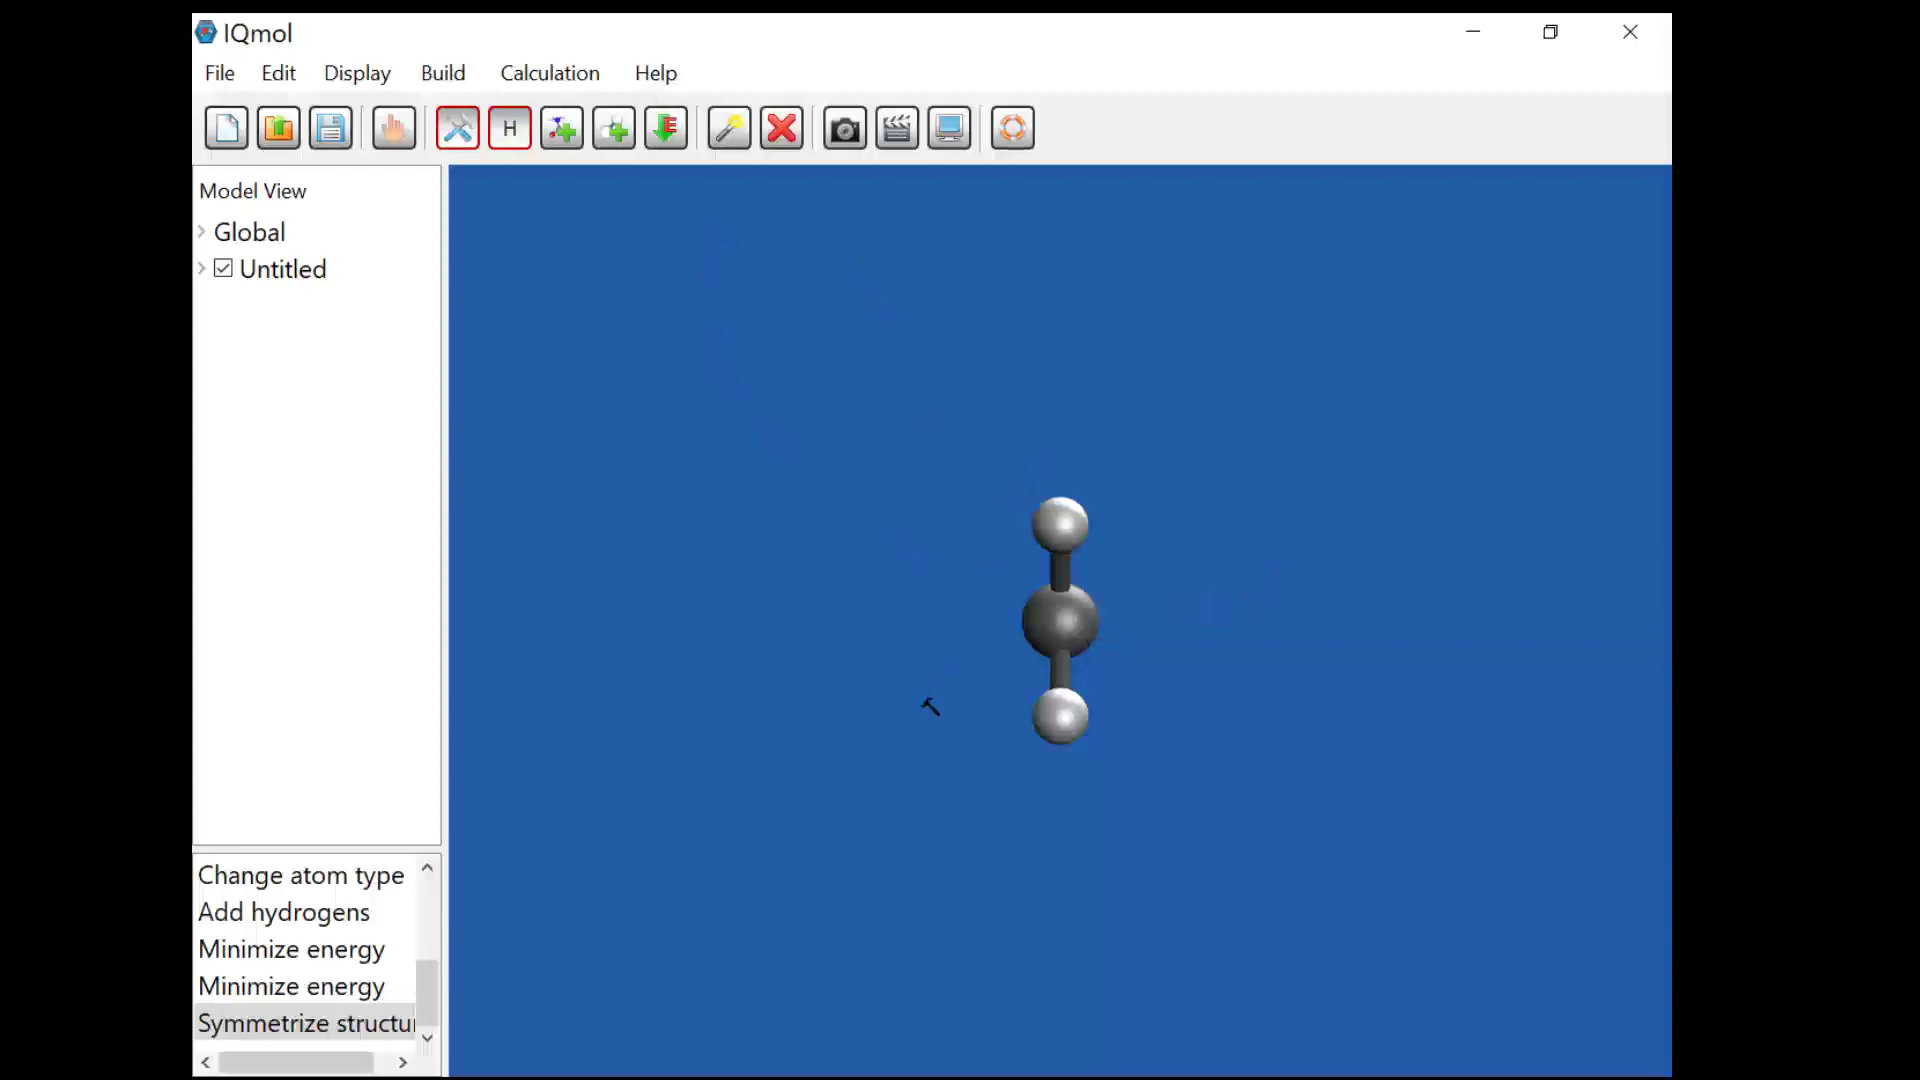 IQmol
File Edit Display Build Calculation Help
H
Model View
Global
Untitled
Change atom type
Add hydrogens
Minimize energy
Minimize energy
Symmetrize structu